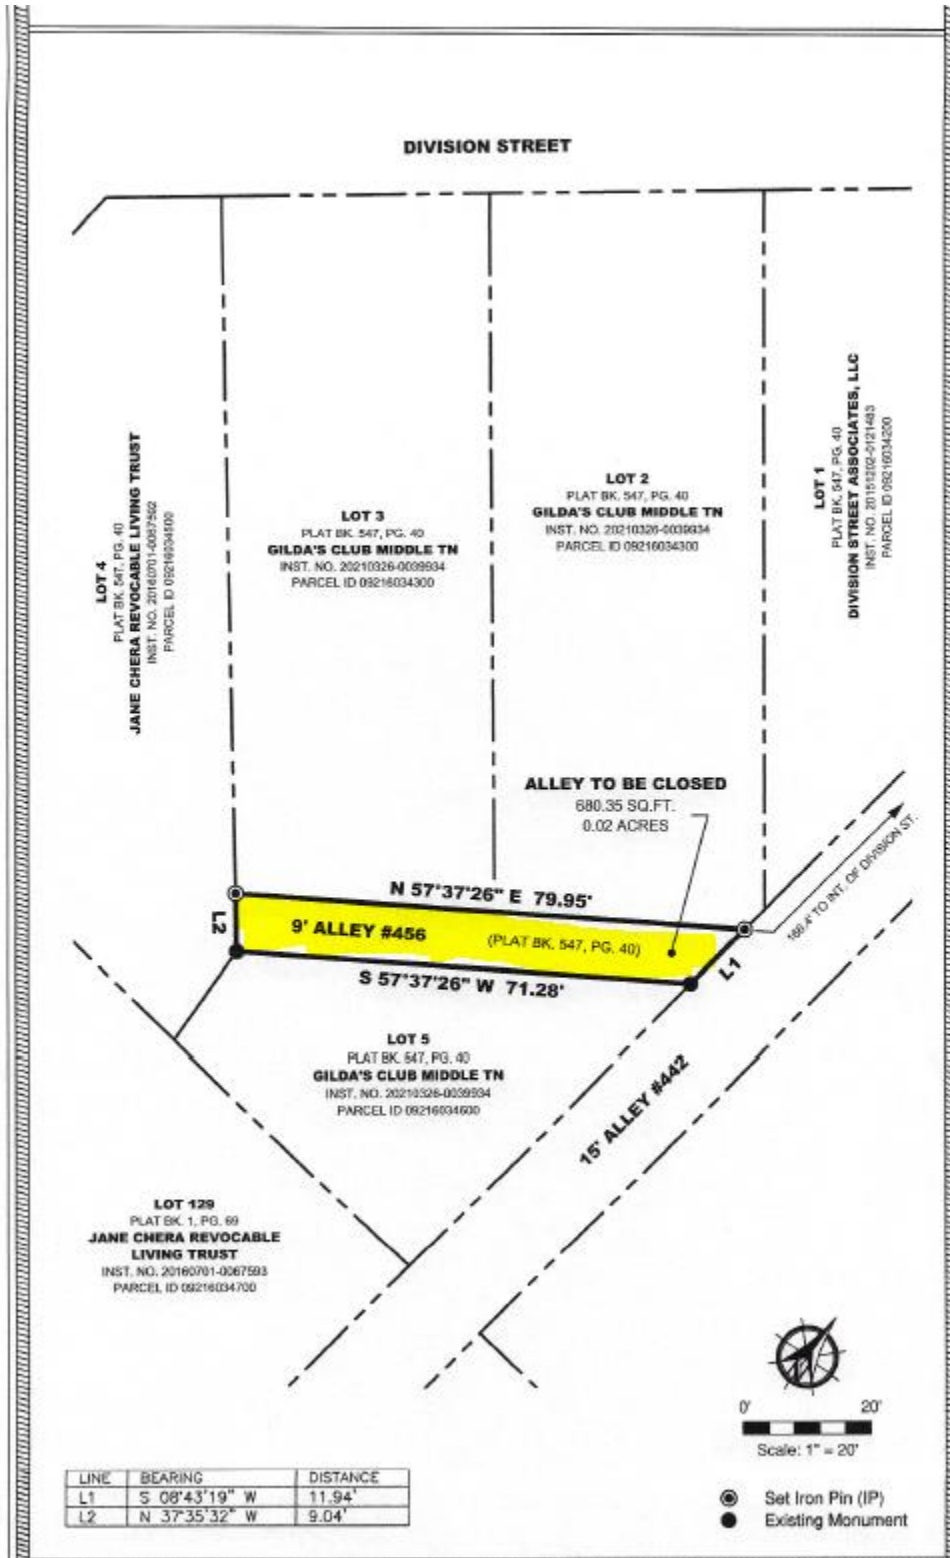 DIVISION STREET
LOT 4
PLAT BK. 547, PG. 40
JANE CHERA REVOCABLE LIVING TRUST
INST. NO. 20160701-0067592
PARCEL ID 09216034500
LOT 3
PLAT BK. 547, PG. 40
GILDA'S CLUB MIDDLE TN
INST. NO. 20210326-0039934
PARCEL ID 09216034300
LOT 2
PLAT BK. 547, PG. 40
GILDA'S CLUB MIDDLE TN
INST. NO. 20210326-0039934
PARCEL ID 09216034300
LOT 1
PLAT BK. 547, PG. 40
DIVISION STREET ASSOCIATES, LLC
INST. NO. 20151202-0121483
PARCEL ID 09216034200
ALLEY TO BE CLOSED
680.35 SQ.FT.
0.02 ACRES
166.4' TO INT. OF DIVISION ST.
N 57°37'26" E 79.95'
L2
9' ALLEY #456
(PLAT BK. 547, PG. 40)
L1
S 57°37'26" W 71.28'
LOT 5
PLAT BK. 547, PG. 40
GILDA'S CLUB MIDDLE TN
INST. NO. 20210326-0039934
PARCEL ID 09216034600
15' ALLEY #442
LOT 129
PLAT BK. 1, PG. 69
JANE CHERA REVOCABLE
LIVING TRUST
INST. NO. 20160701-0067593
PARCEL ID 09216034700
0' 20'
Scale: 1" = 20'
LINE BEARING DISTANCE
L1 S 08°43'19" W 11.94'
L2 N 37°35'32" W 9.04'
Set Iron Pin (IP)
Existing Monument